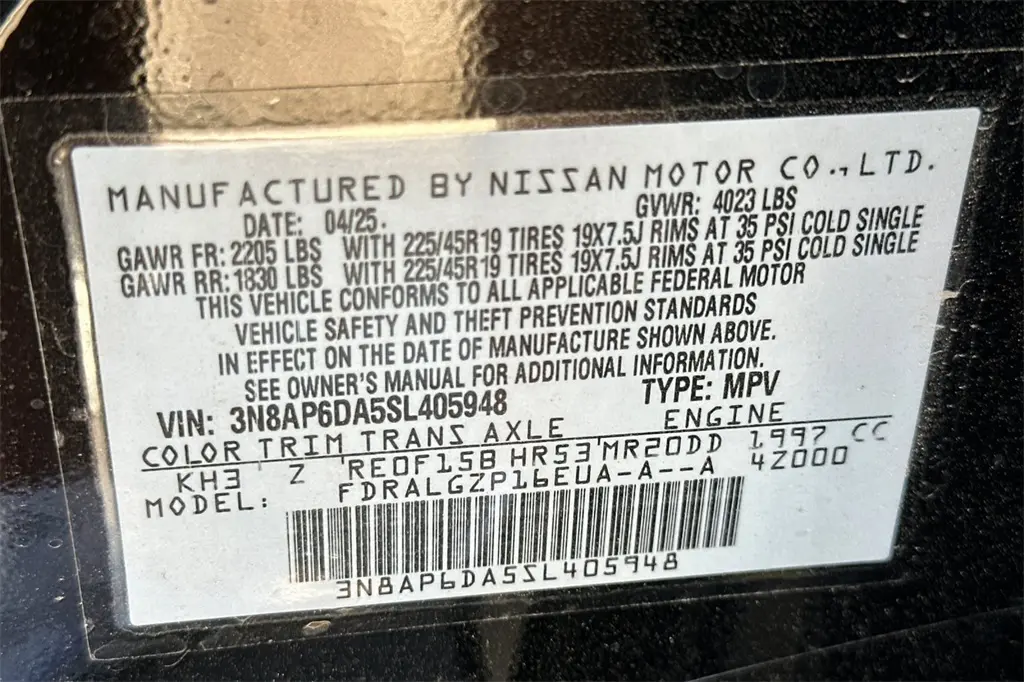 MANUFACTURED BY NISSAN MOTOR CO.,LTD.
DATE: 04/25. GVWR: 4023 LBS
GAWR FR: 2205 LBS WITH 225/45R19 TIRES 19X7.5J RIMS AT 35 PSI COLD SINGLE
GAWR RR: 1830 LBS WITH 225/45R19 TIRES 19X7.5J RIMS AT 35 PSI COLD SINGLE
THIS VEHICLE CONFORMS TO ALL APPLICABLE FEDERAL MOTOR
VEHICLE SAFETY AND THEFT PREVENTION STANDARDS
IN EFFECT ON THE DATE OF MANUFACTURE SHOWN ABOVE.
SEE OWNER'S MANUAL FOR ADDITIONAL INFORMATION.
VIN: 3N8AP6DA5SL405948 TYPE: MPV
COLOR TRIM TRANS AXLE ENGINE
KH3 Z RE0F15B HR53 MR20DD 1997 CC
MODEL: FDRALGZP16EUA-A--A 4Z000
3N8AP6DA5SL405948